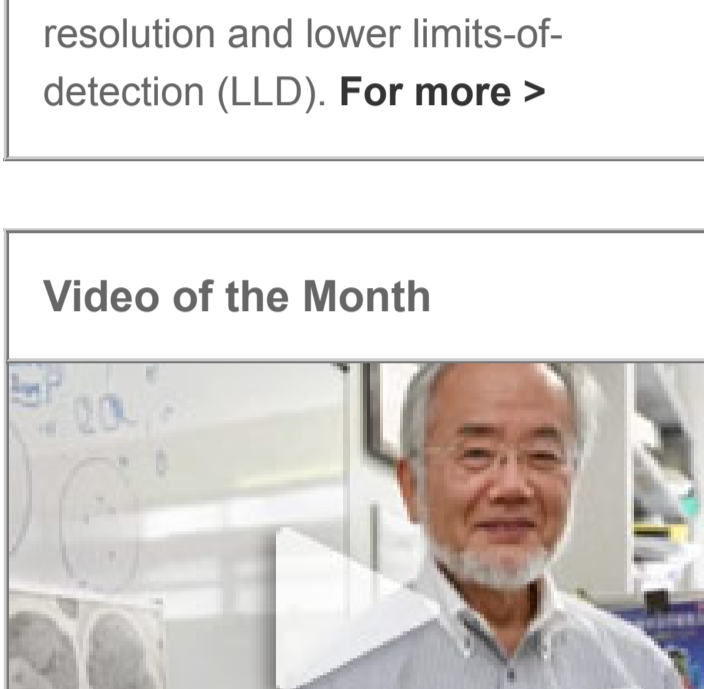 resolution and lower limits-of-
detection (LLD). For more >
Video of the Month